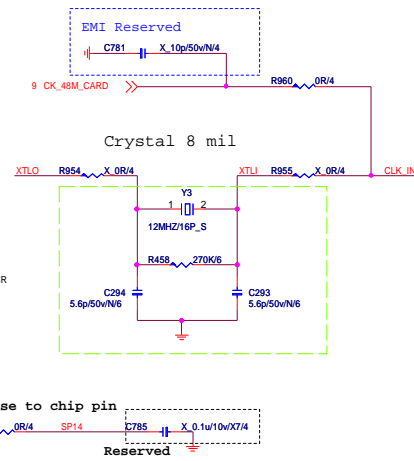 EMI Reserved
C781 X_10p/50v/N/4
9 CK_48M_CARD R960 0R/4
Crystal 8 mil
XTLO R954 X_0R/4 XTLI R955 X_0R/4 CLK_IN
Y3
1 2
12MHZ/16P_S
R458 270K/6
R
C294 C293
5.6p/50v/N/6 5.6p/50v/N/6
se to chip pin
0R/4 SP14 C785 X_0.1u/10v/X7/4
Reserved